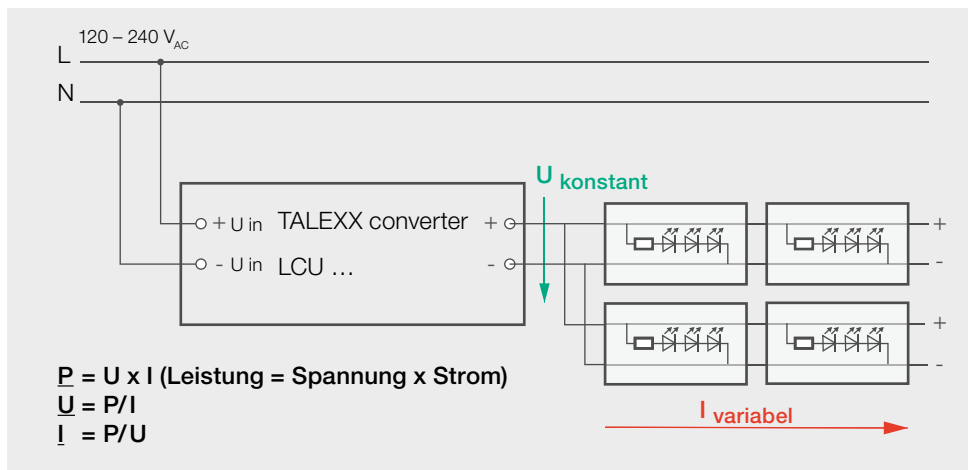 120 – 240 VAC
L
N
U konstant
+ U in TALEXX converter +
- U in LCU ... -
+
-
+
-
P = U x I (Leistung = Spannung x Strom)
U = P/I
I = P/U
I variabel